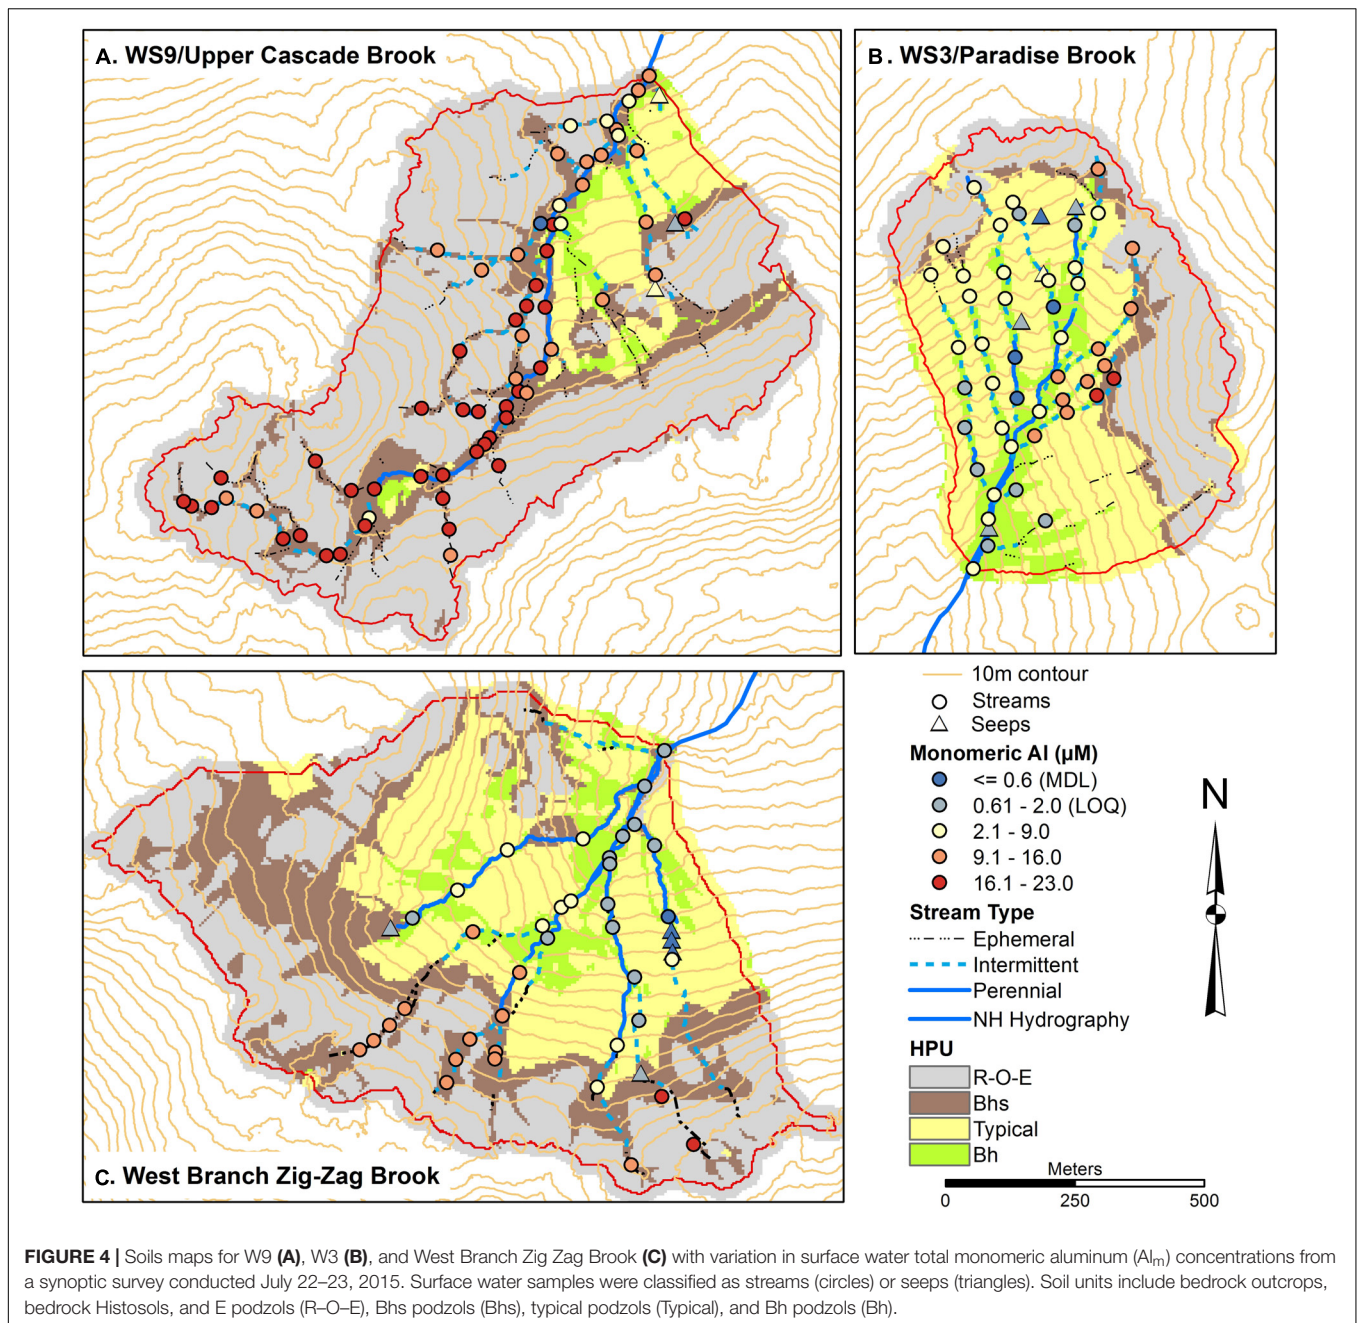 A. WS9/Upper Cascade Brook
B. WS3/Paradise Brook
C. West Branch Zig-Zag Brook
10m contour
Streams
Seeps
Monomeric Al (µM)
<= 0.6 (MDL)
0.61 - 2.0 (LOQ)
2.1 - 9.0
9.1 - 16.0
16.1 - 23.0
Stream Type
Ephemeral
Intermittent
Perennial
NH Hydrography
HPU
R-O-E
Bhs
Typical
Bh
N
Meters
0 250 500
FIGURE 4 | Soils maps for W9 (A), W3 (B), and West Branch Zig Zag Brook (C) with variation in surface water total monomeric aluminum (Alm) concentrations from
a synoptic survey conducted July 22–23, 2015. Surface water samples were classified as streams (circles) or seeps (triangles). Soil units include bedrock outcrops,
bedrock Histosols, and E podzols (R–O–E), Bhs podzols (Bhs), typical podzols (Typical), and Bh podzols (Bh).